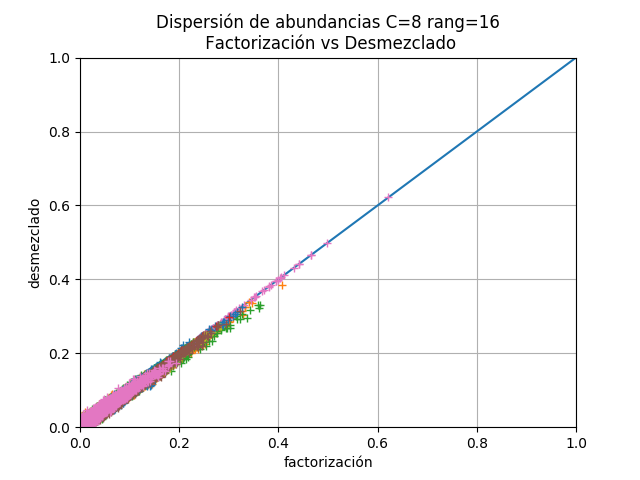 Dispersión de abundancias C=8 rang=16
Factorización vs Desmezclado
1.0
0.8
0.6
0.4
0.2
0.0
desmezclado
0.0 0.2 0.4 0.6 0.8 1.0
factorización